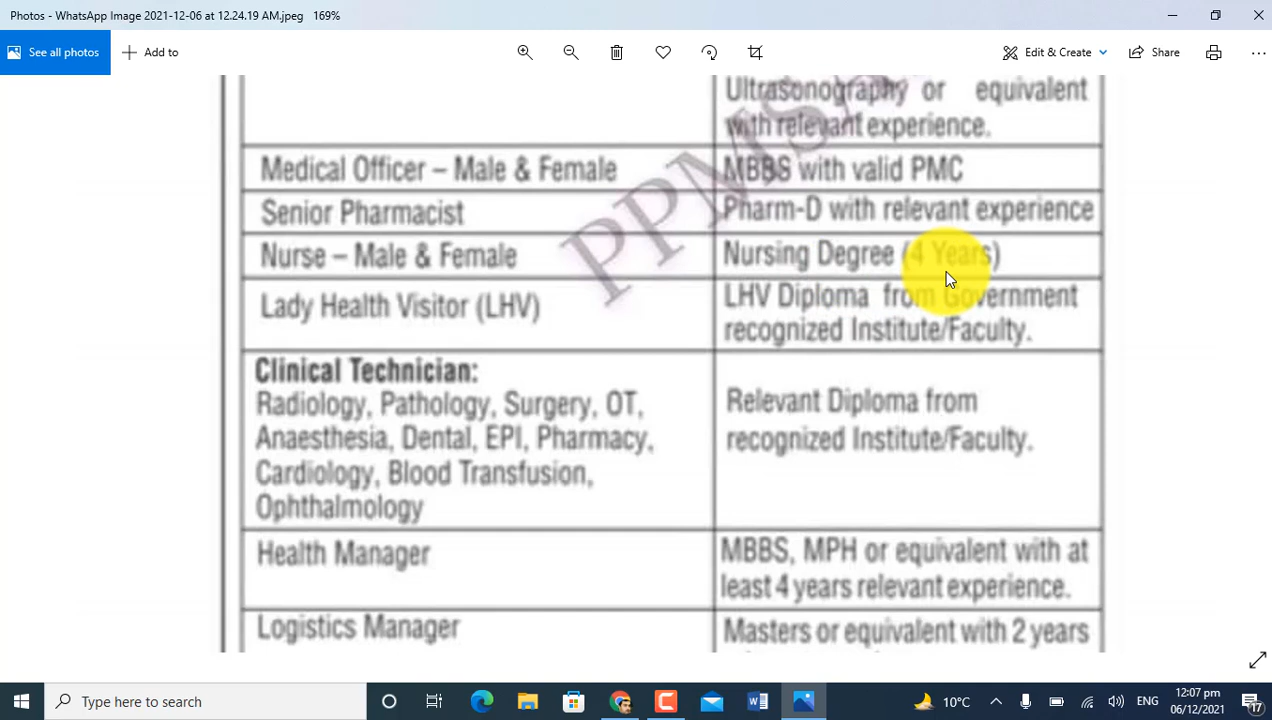 Photos - WhatsApp Image 2021-12-06 at 12.24.19 AM.jpeg 169%
See all photos
Add to
Edit & Create
Share
Ultrasonography or equivalent
with relevant experience.
Medical Officer – Male & Female
MBBS with valid PMC
Senior Pharmacist
Pharm-D with relevant experience
Nurse – Male & Female
Nursing Degree (4 Years)
Lady Health Visitor (LHV)
LHV Diploma from Government
recognized Institute/Faculty.
Clinical Technician:
Radiology, Pathology, Surgery, OT,
Anaesthesia, Dental, EPI, Pharmacy,
Cardiology, Blood Transfusion,
Ophthalmology
Relevant Diploma from
recognized Institute/Faculty.
Health Manager
MBBS, MPH or equivalent with at
least 4 years relevant experience.
Logistics Manager
Masters or equivalent with 2 years
PPMSA
Type here to search
10°C
ENG
12:07 pm
06/12/2021
17